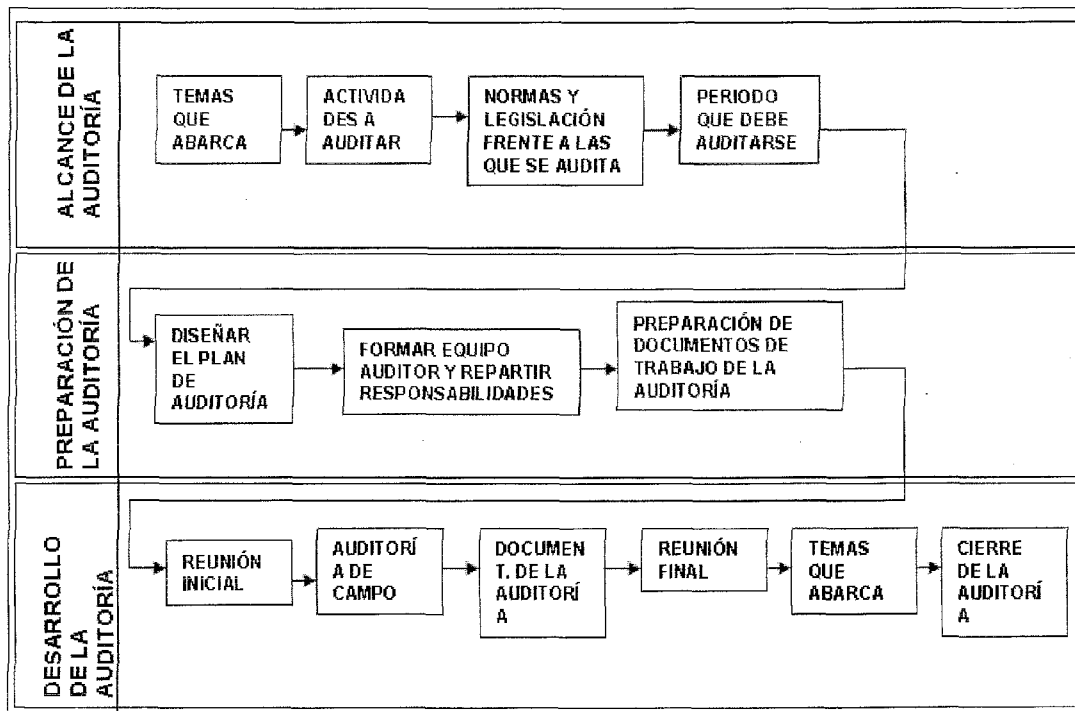 ALCANCE DE LA
AUDITORÍA
TEMAS
QUE
ABARCA
ACTIVIDA
DES A
AUDITAR
NORMAS Y
LEGISLACIÓN
FRENTE A LAS
QUE SE AUDITA
PERIODO
QUE DEBE
AUDITARSE
PREPARACIÓN DE
LA AUDITORÍA
DISEÑAR
EL PLAN
DE
AUDITORÍA
FORMAR EQUIPO
AUDITOR Y REPARTIR
RESPONSABILIDADES
PREPARACIÓN DE
DOCUMENTOS DE
TRABAJO DE LA
AUDITORÍA
DESARROLLO
DE LA
AUDITORÍA
REUNIÓN
INICIAL
AUDITORÍ
A DE
CAMPO
DOCUMEN
T. DE LA
AUDITORÍ
A
REUNIÓN
FINAL
TEMAS
QUE
ABARCA
CIERRE
DE LA
AUDITORÍ
A